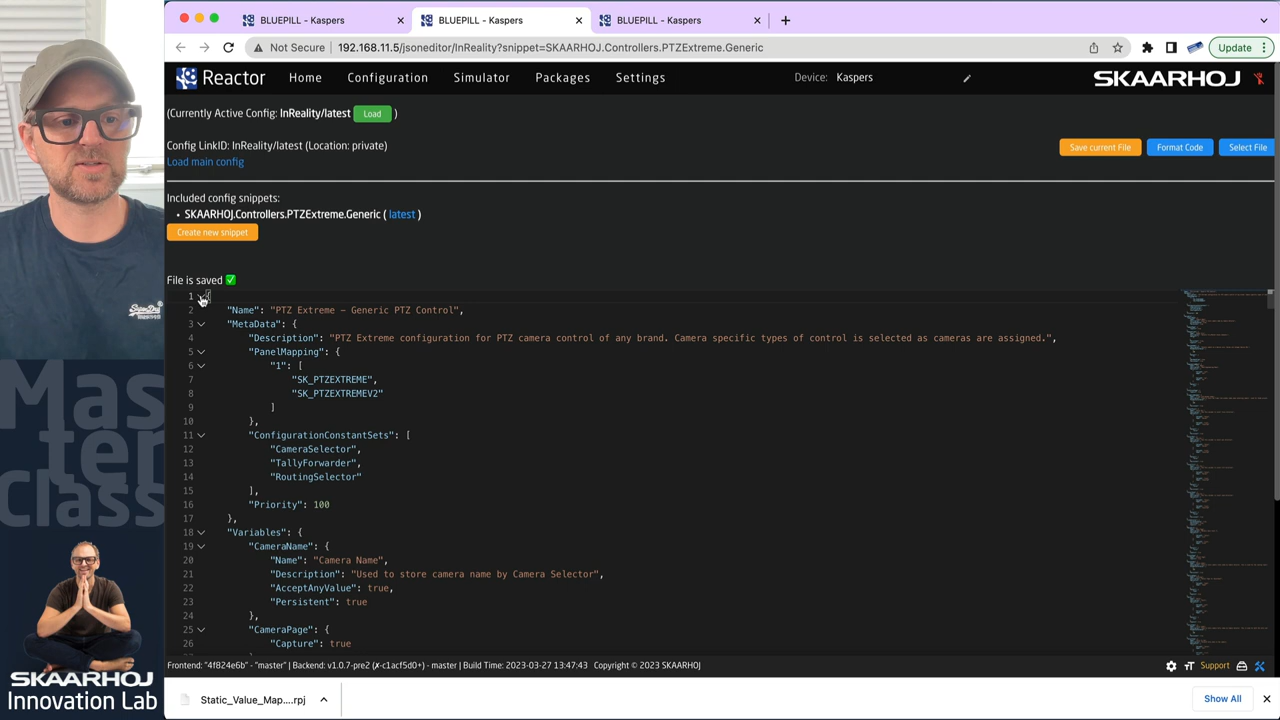 BLUEPILL - Kaspers
BLUEPILL - Kaspers
BLUEPILL - Kaspers
Not Secure
192.168.11.5/jsoneditor/InReality?snippet=SKAARHOJ.Controllers.PTZExtreme.Generic
Update
Reactor
Home
Configuration
Simulator
Packages
Settings
Device:
Kaspers
SKAARHOJ
(Currently Active Config: InReality/latest Load )
Config LinkID: InReality/latest (Location: private)
Load main config
Save current File
Format Code
Select File
Included config snippets:
• SKAARHOJ.Controllers.PTZExtreme.Generic ( latest )
Create new snippet
File is saved ✅
1 {
2 "Name": "PTZ Extreme – Generic PTZ Control",
3 "MetaData": {
4 "Description": "PTZ Extreme configuration for PTZ camera control of any brand. Camera specific types of control is selected as cameras are assigned.",
5 "PanelMapping": {
6 "1": [
7 "SK_PTZEXTREME",
8 "SK_PTZEXTREMEV2"
9 ]
10 },
11 "ConfigurationConstantSets": [
12 "CameraSelector",
13 "TallyForwarder",
14 "RoutingSelector"
15 ],
16 "Priority": 100
17 },
18 "Variables": {
19 "CameraName": {
20 "Name": "Camera Name",
21 "Description": "Used to store camera name by Camera Selector",
22 "AcceptAnyValue": true,
23 "Persistent": true
24 },
25 "CameraPage": {
26 "Capture": true
Frontend: "4f824e6b" - "master" | Backend: v1.0.7-pre2 (✗-c1acf5d0+) - master | Build Time: 2023-03-27_13:47:43 Copyright © 2023 SKAARHOJ
Support
Static_Value_Map....rpj
Show All
Superdry
Mas
ter
Class
SKAARHOJ
Innovation Lab